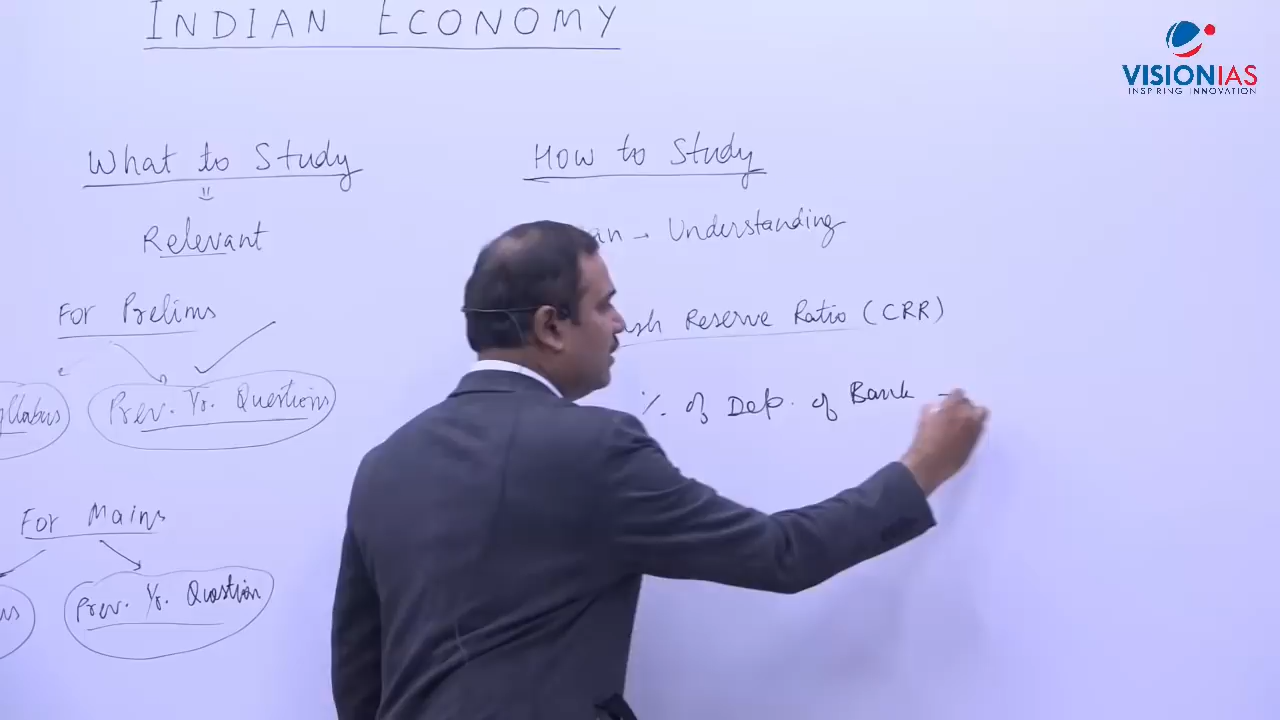 INDIAN ECONOMY
VISIONIAS
INSPIRING INNOVATION
What to Study
Relevant
For Prelims
Prev. Yr. Questions
For Mains
Prev. Yr. Question
How to Study
→ Understanding
Reserve Ratio (CRR)
% of Dep. of Bank